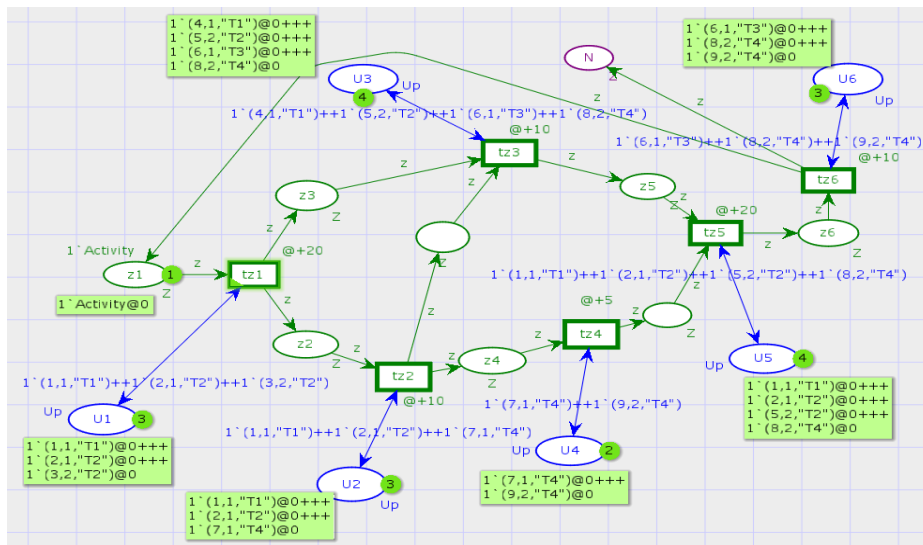 1`(4,1,"T1")@0+++
1`(5,2,"T2")@0+++
1`(6,1,"T3")@0+++
1`(8,2,"T4")@0
1`(6,1,"T3")@0+++
1`(8,2,"T4")@0+++
1`(9,2,"T4")@0
N
Z
U3
4
Up
U6
3
Up
z
z
z
1`(4,1,"T1")++1`(5,2,"T2")++1`(6,1,"T3")++1`(8,2,"T4")
@+10
tz3
1`(6,1,"T3")++1`(8,2,"T4")++1`(9,2,"T4")
@+10
tz6
z
z
z
z3
Z
z5
Z
z
z
z
1`Activity
z1
1
Z
z
tz1
@+20
Z
@+20
tz5
z
z6
Z
1`Activity@0
1`(1,1,"T1")++1`(2,1,"T2")++1`(5,2,"T2")++1`(8,2,"T4")
z
z
z
@+5
tz4
z
Z
z2
Z
z
tz2
@+10
z
z4
Z
z
Up
U5
4
1`(1,1,"T1")++1`(2,1,"T2")++1`(3,2,"T2")
1`(7,1,"T4")++1`(9,2,"T4")
1`(1,1,"T1")@0+++
1`(2,1,"T2")@0+++
1`(5,2,"T2")@0+++
1`(8,2,"T4")@0
Up
U1
3
1`(1,1,"T1")++1`(2,1,"T2")++1`(7,1,"T4")
1`(1,1,"T1")@0+++
1`(2,1,"T2")@0+++
1`(3,2,"T2")@0
Up
U4
2
U2
3
Up
1`(7,1,"T4")@0+++
1`(9,2,"T4")@0
1`(1,1,"T1")@0+++
1`(2,1,"T2")@0+++
1`(7,1,"T4")@0